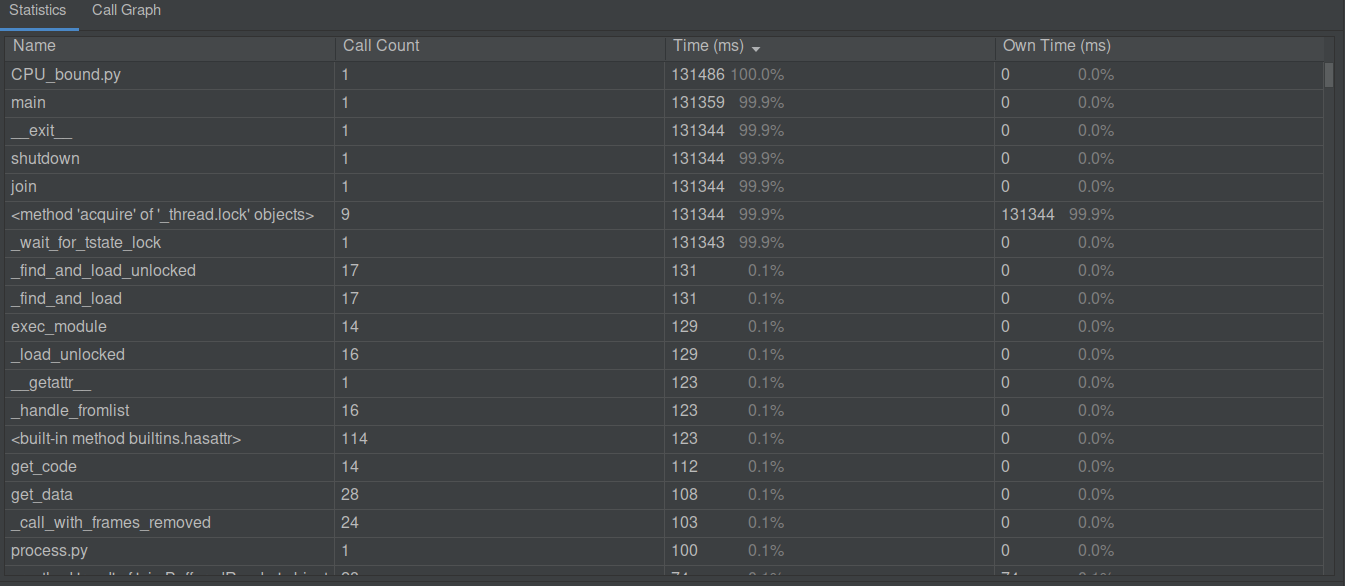 Statistics Call Graph
Name Call Count Time (ms) Own Time (ms)
CPU_bound.py 1 131486 100.0% 0 0.0%
main 1 131359 99.9% 0 0.0%
__exit__ 1 131344 99.9% 0 0.0%
shutdown 1 131344 99.9% 0 0.0%
join 1 131344 99.9% 0 0.0%
<method 'acquire' of '_thread.lock' objects> 9 131344 99.9% 131344 99.9%
_wait_for_tstate_lock 1 131343 99.9% 0 0.0%
_find_and_load_unlocked 17 131 0.1% 0 0.0%
_find_and_load 17 131 0.1% 0 0.0%
exec_module 14 129 0.1% 0 0.0%
_load_unlocked 16 129 0.1% 0 0.0%
__getattr__ 1 123 0.1% 0 0.0%
_handle_fromlist 16 123 0.1% 0 0.0%
<built-in method builtins.hasattr> 114 123 0.1% 0 0.0%
get_code 14 112 0.1% 0 0.0%
get_data 28 108 0.1% 0 0.0%
_call_with_frames_removed 24 103 0.1% 0 0.0%
process.py 1 100 0.1% 0 0.0%